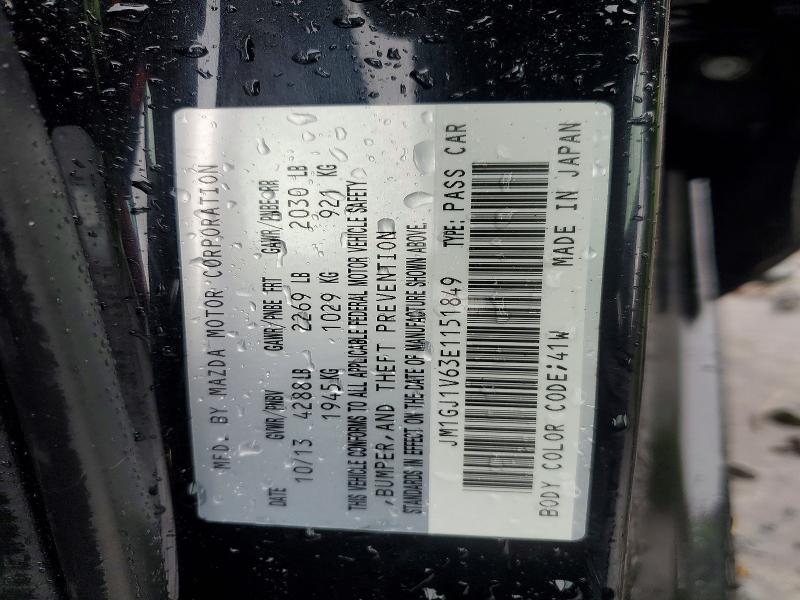 MFD. BY MAZDA MOTOR CORPORATION
DATE GVWR/PNBV GAWR/PNBE FRT GAWR/PNBE RR
10/13 4288LB 2269 LB 2030 LB
1945KG 1029 KG 921 KG
THIS VEHICLE CONFORMS TO ALL APPLICABLE FEDERAL MOTOR VEHICLE SAFETY
,BUMPER,AND THEFT PREVENTION
STANDARDS IN EFFECT ON THE DATE OF MANUFACTURE SHOWN ABOVE.
JM1GJ1V63E1151849 TYPE: PASS CAR
BODY COLOR CODE;41W MADE IN JAPAN